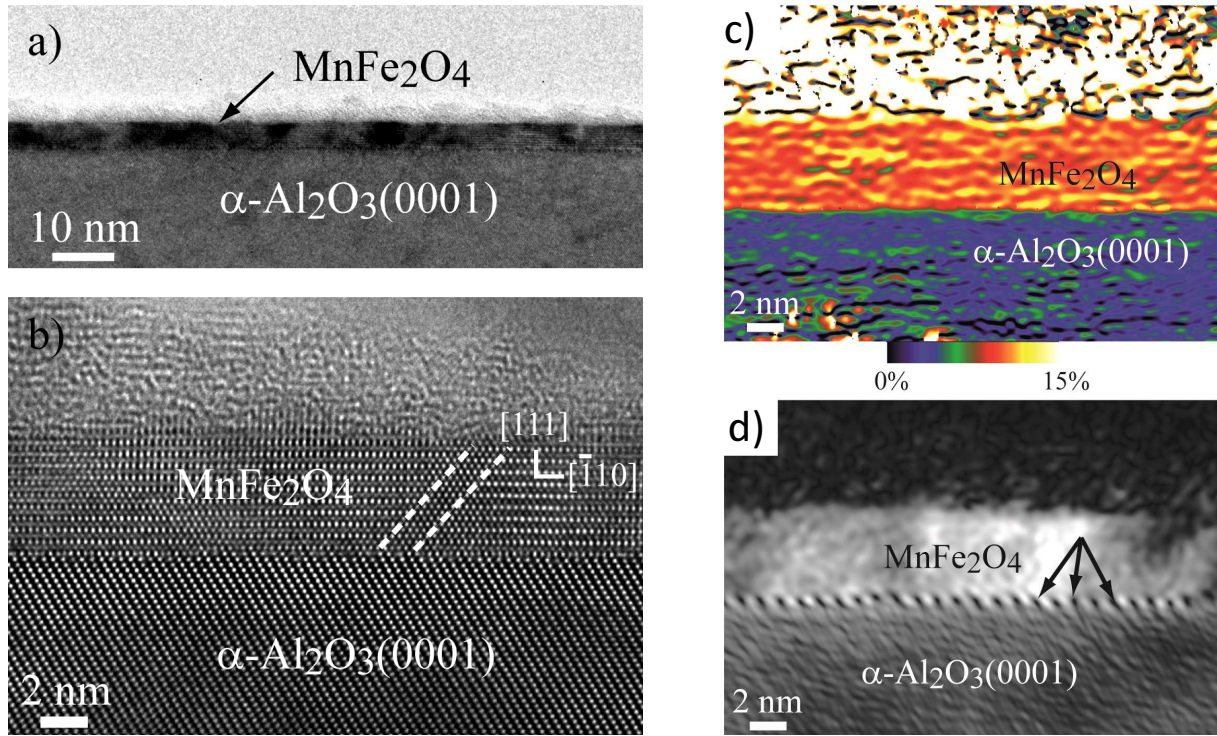 a)
MnFe2O4
α-Al2O3(0001)
10 nm
b)
[111]
[1̄10]
MnFe2O4
α-Al2O3(0001)
2 nm
c)
MnFe2O4
α-Al2O3(0001)
2 nm
0%
15%
d)
MnFe2O4
α-Al2O3(0001)
2 nm